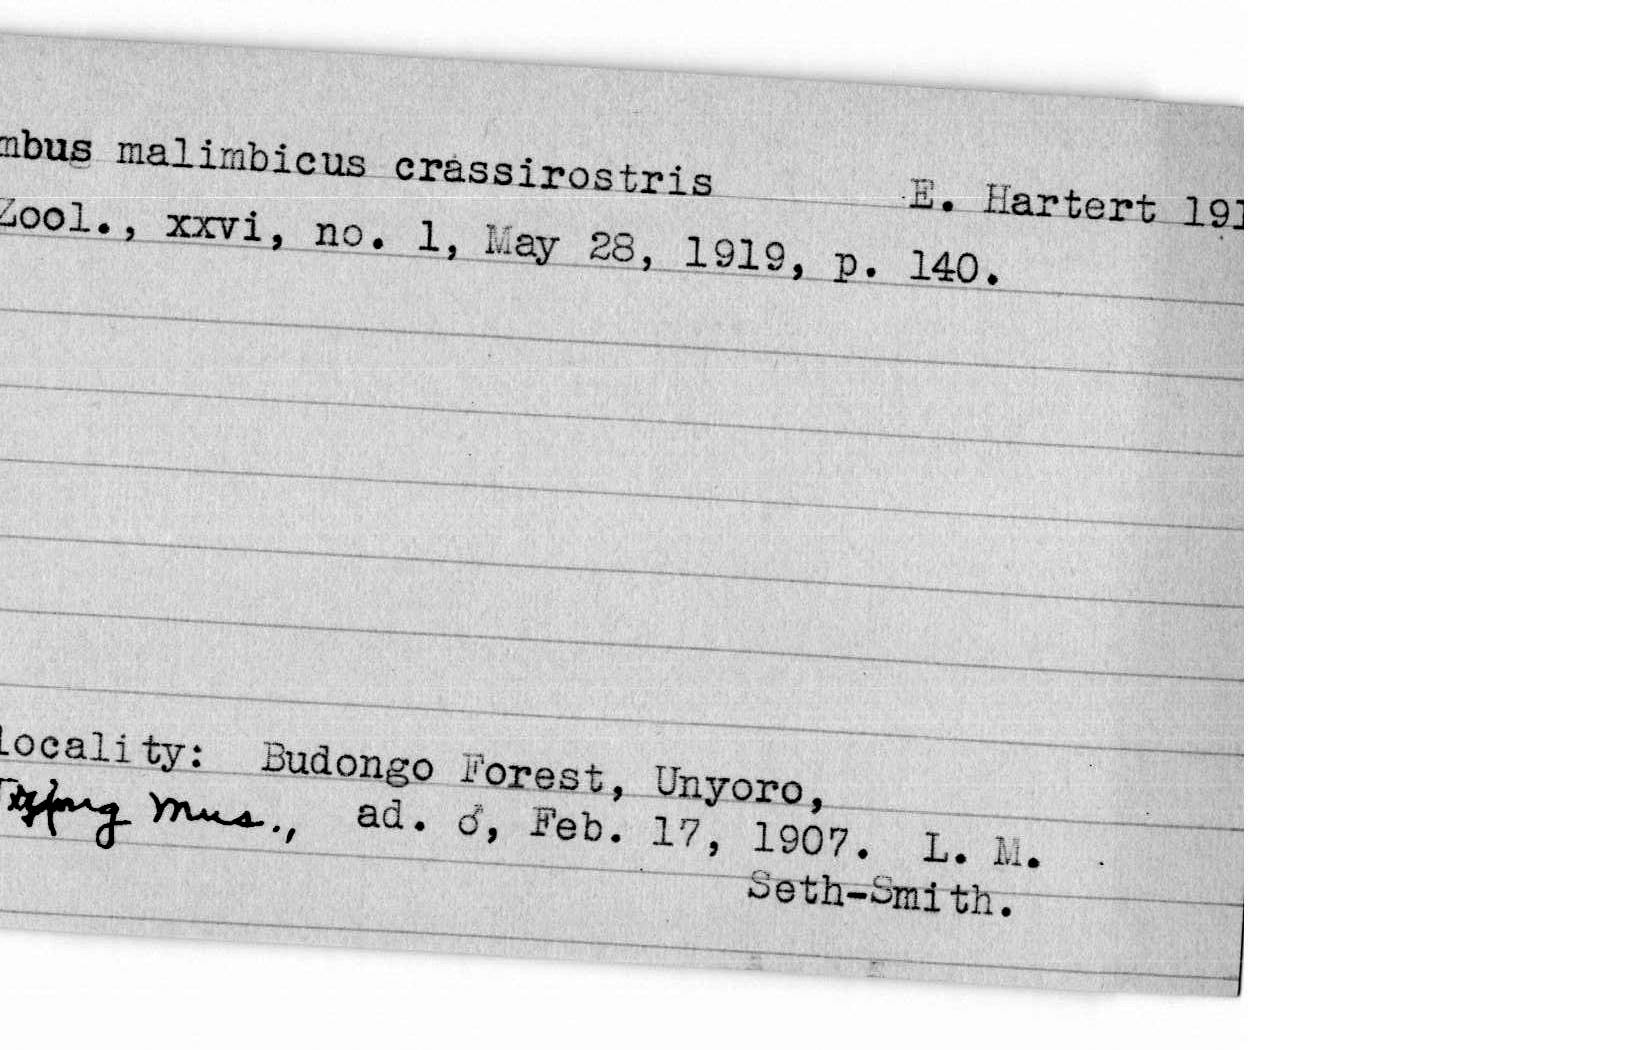 mbus malimbicus crassirostris E. Hartert 191
Zool., xxvi, no. 1, May 28, 1919, p. 140.
locality: Budongo Forest, Unyoro,
Mus., ad. ♂, Feb. 17, 1907. L. M.
Seth-Smith.